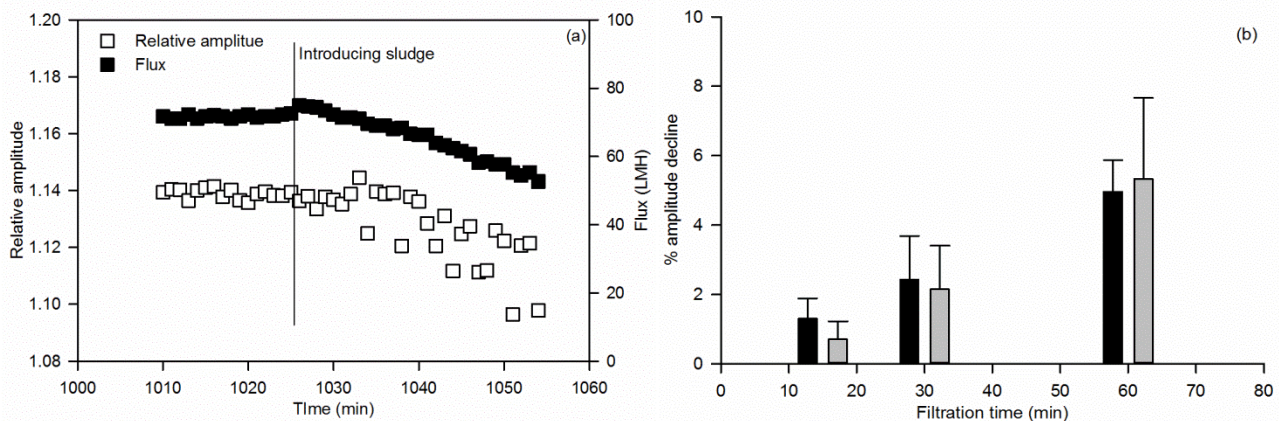 (a)
Relative amplitue
Flux
Introducing sludge
1.20
1.18
1.16
1.14
1.12
1.10
1.08
Relative amplitude
100
80
60
40
20
0
Flux (LMH)
1000 1010 1020 1030 1040 1050 1060
TIme (min)
(b)
10
8
6
4
2
0
% amplitude decline
0 10 20 30 40 50 60 70 80
Filtration time (min)